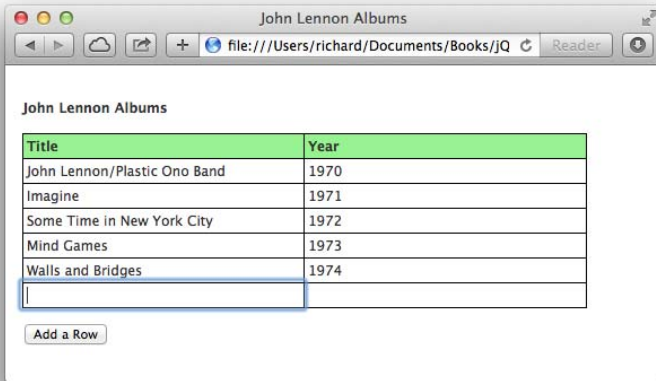 John Lennon Albums
file:///Users/richard/Documents/Books/jQ
Reader
John Lennon Albums
Title Year
John Lennon/Plastic Ono Band 1970
Imagine 1971
Some Time in New York City 1972
Mind Games 1973
Walls and Bridges 1974
Add a Row